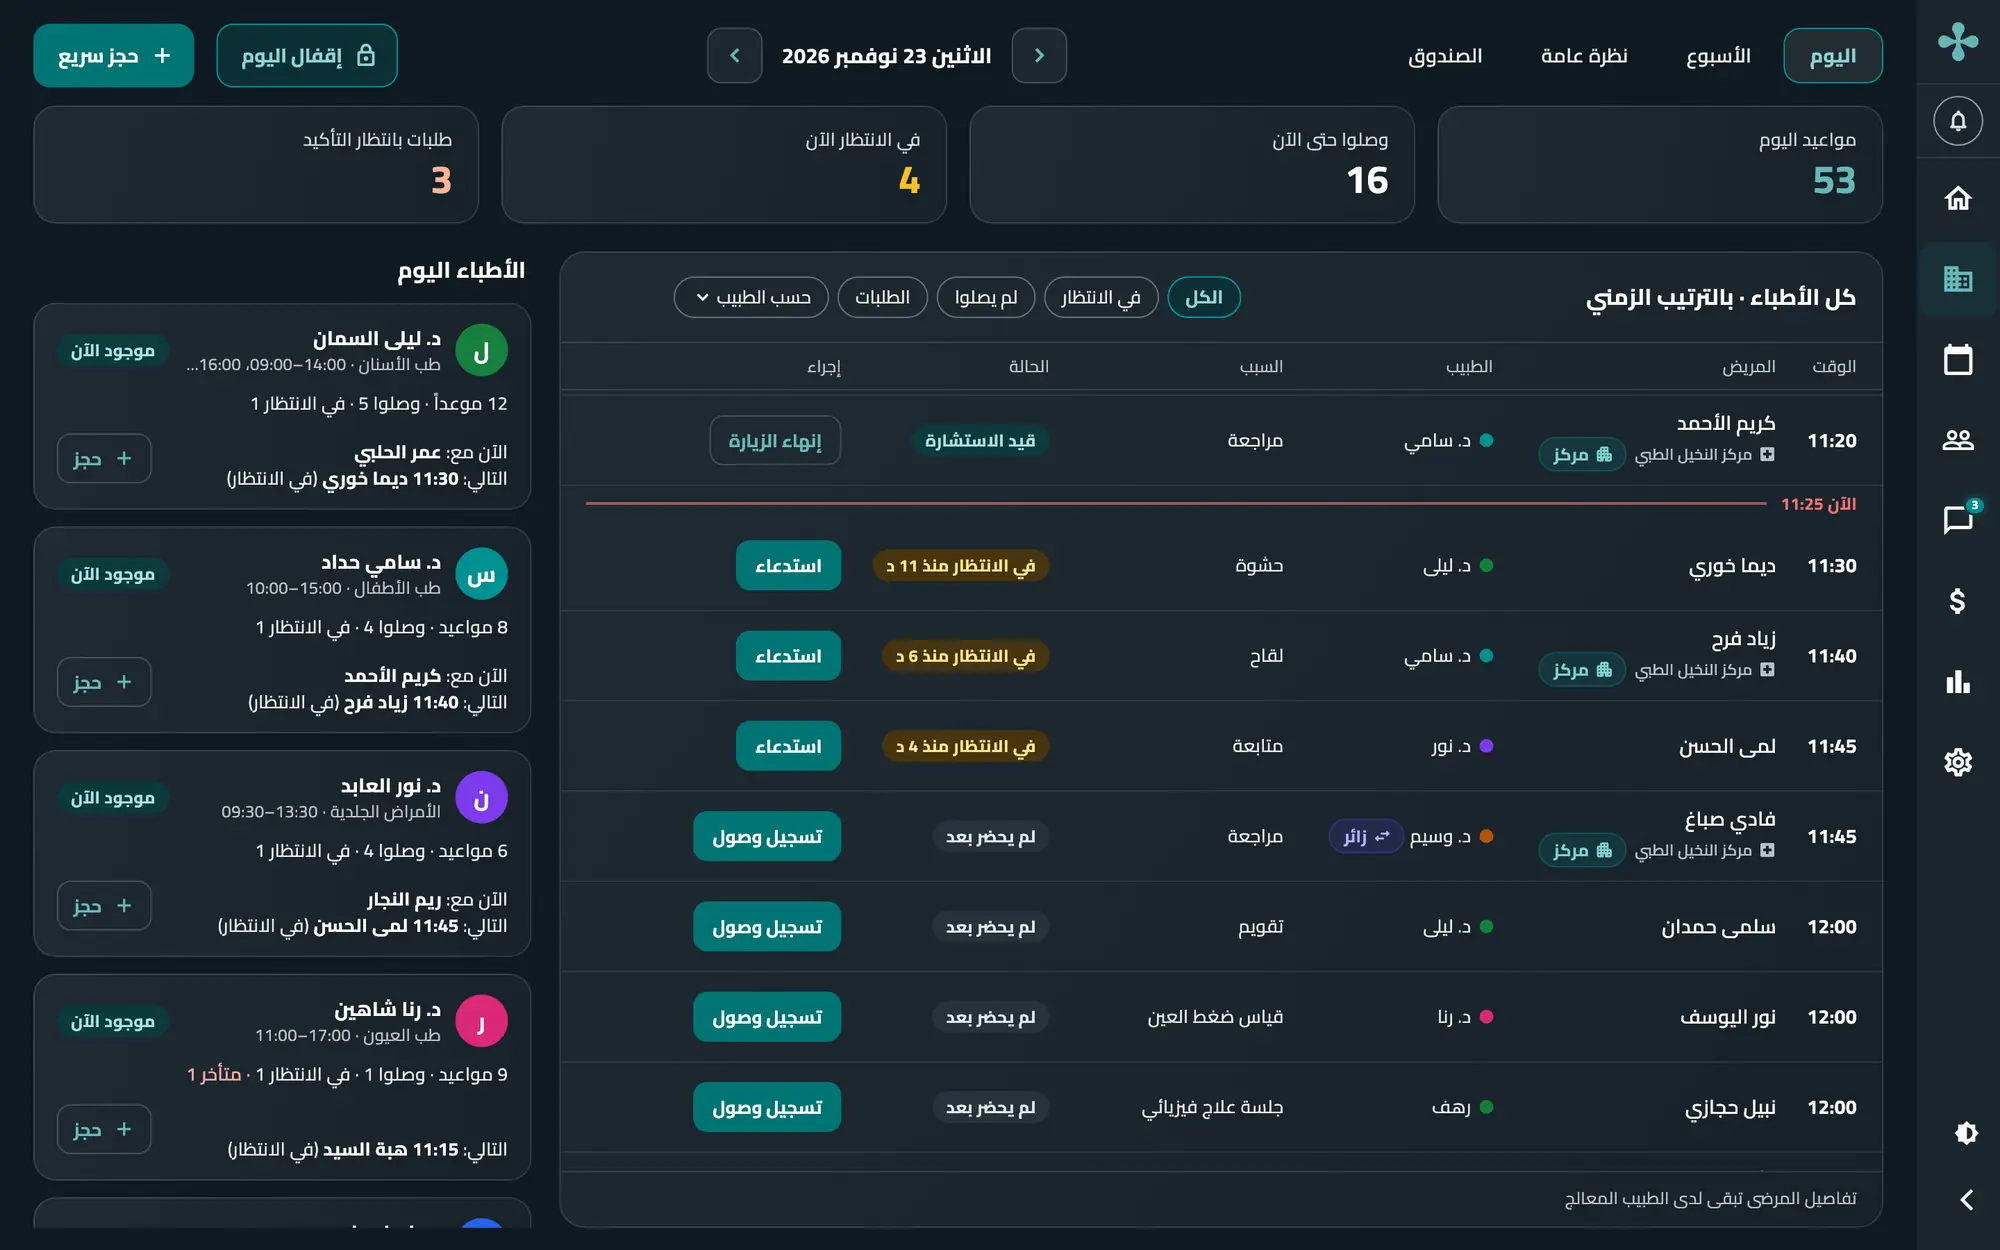 اليوم
الأسبوع
نظرة عامة
الصندوق
الاثنين 23 نوفمبر 2026
إقفال اليوم
+ حجز سريع
مواعيد اليوم
53
وصلوا حتى الآن
16
في الانتظار الآن
4
طلبات بانتظار التأكيد
3
3
كل الأطباء · بالترتيب الزمني
الكل
في الانتظار
لم يصلوا
الطلبات
حسب الطبيب
الوقت المريض الطبيب السبب الحالة إجراء
11:20 كريم الأحمد د. سامي مراجعة قيد الاستشارة إنهاء الزيارة
مركز النخيل الطبي مركز
الآن 11:25
11:30 ديما خوري د. ليلى حشوة في الانتظار منذ 11 د استدعاء
11:40 زياد فرح د. سامي لقاح في الانتظار منذ 6 د استدعاء
مركز النخيل الطبي مركز
11:45 لمى الحسن د. نور متابعة في الانتظار منذ 4 د استدعاء
11:45 فادي صباغ د. وسيم زائر مراجعة لم يحضر بعد تسجيل وصول
مركز النخيل الطبي مركز
12:00 سلمى حمدان د. ليلى تقويم لم يحضر بعد تسجيل وصول
12:00 نور اليوسف د. رنا قياس ضغط العين لم يحضر بعد تسجيل وصول
12:00 نبيل حجازي رهف جلسة علاج فيزيائي لم يحضر بعد تسجيل وصول
تفاصيل المرضى تبقى لدى الطبيب المعالج
الأطباء اليوم
ل
د. ليلى السمان
موجود الآن
طب الأسنان · 09:00–14:00، 16:00...
12 موعداً · وصلوا 5 · في الانتظار 1
الآن مع: عمر الحلبي
التالي: 11:30 ديما خوري (في الانتظار)
+ حجز
س
د. سامي حداد
موجود الآن
طب الأطفال · 10:00–15:00
8 مواعيد · وصلوا 4 · في الانتظار 1
الآن مع: كريم الأحمد
التالي: 11:40 زياد فرح (في الانتظار)
+ حجز
ن
د. نور العابد
موجود الآن
الأمراض الجلدية · 09:30–13:30
6 مواعيد · وصلوا 4 · في الانتظار 1
الآن مع: ريم النجار
التالي: 11:45 لمى الحسن (في الانتظار)
+ حجز
ر
د. رنا شاهين
موجود الآن
طب العيون · 11:00–17:00
9 مواعيد · وصلوا 1 · في الانتظار 1 · متأخر 1
التالي: 11:15 هبة السيد (في الانتظار)
+ حجز